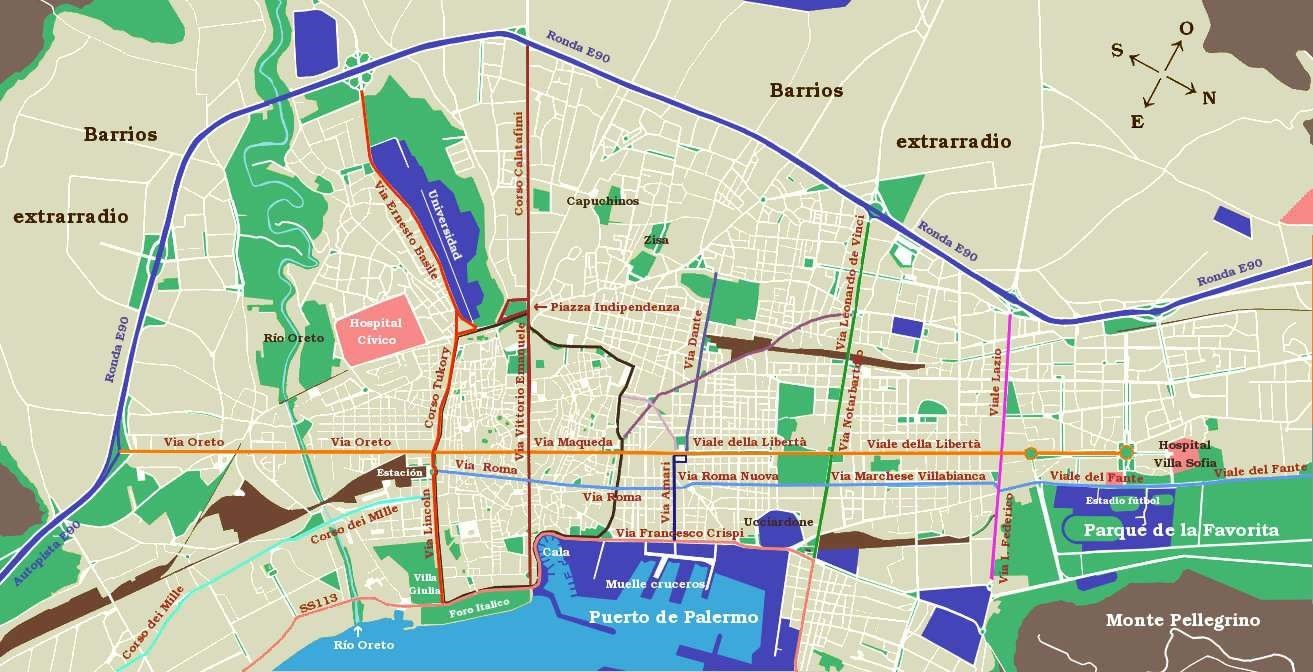 Ronda E90
O
S
N
E
Barrios
Barrios
extrarradio
extrarradio
Corso Calatafimi
Via Ernesto Basile
Universidad
Capuchinos
Zisa
Via Leonardo de Vinci
Ronda E90
Ronda E90
Ronda E90
← Piazza Indipendenza
Hospital
Cívico
Río Oreto
Corso Tukory
Via Vittorio Emanuele
Via Dante
Via Notarbartolo
Viale Lazio
Via Oreto
Via Oreto
Via Maqueda
Viale della Libertà
Viale della Libertà
Hospital
Villa Sofia
Estación
Via Roma
Via Roma Nuova
Via Marchese Villabianca
Viale del Fante
Viale del Fante
Via Roma
Via Amari
Estadio fútbol
Corso dei Mille
Via Lincoln
Via Francesco Crispi
Ucciardone
Via I. Federico
Parque de la Favorita
Autopista E90
Cala
Villa
Giulia
Muelle cruceros
Corso dei Mille
SS113
Foro Italico
Puerto de Palermo
Monte Pellegrino
Río Oreto